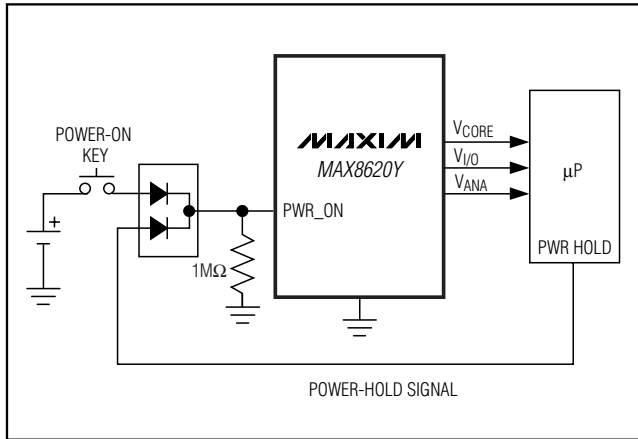 POWER-ON
KEY
+
1MΩ
PWR_ON
MAXIM
MAX8620Y
VCORE
VI/O
VANA
μP
PWR HOLD
POWER-HOLD SIGNAL